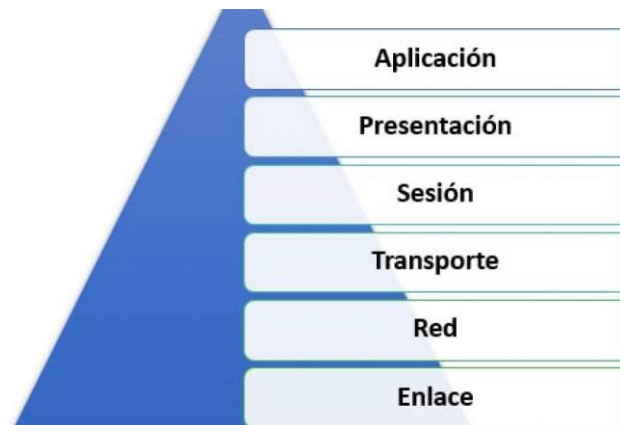 Aplicación
Presentación
Sesión
Transporte
Red
Enlace